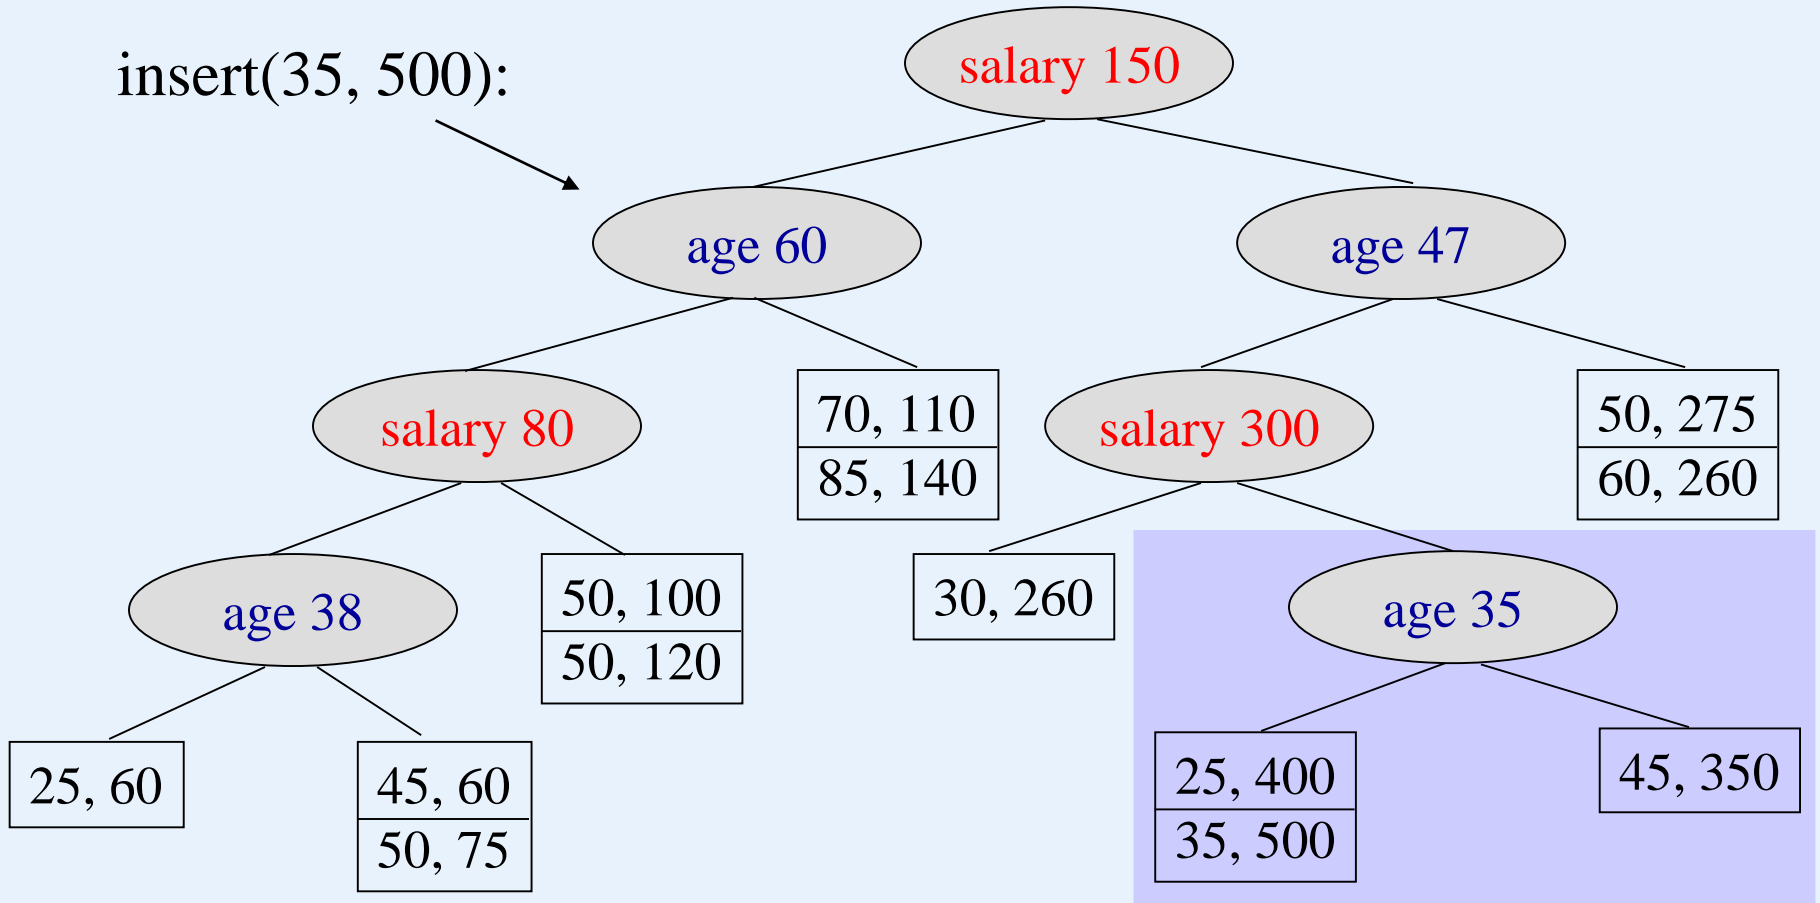 insert(35, 500):
salary 150
age 60
age 47
salary 80
70, 110
85, 140
salary 300
50, 275
60, 260
age 38
50, 100
50, 120
30, 260
age 35
25, 60
45, 60
50, 75
25, 400
35, 500
45, 350